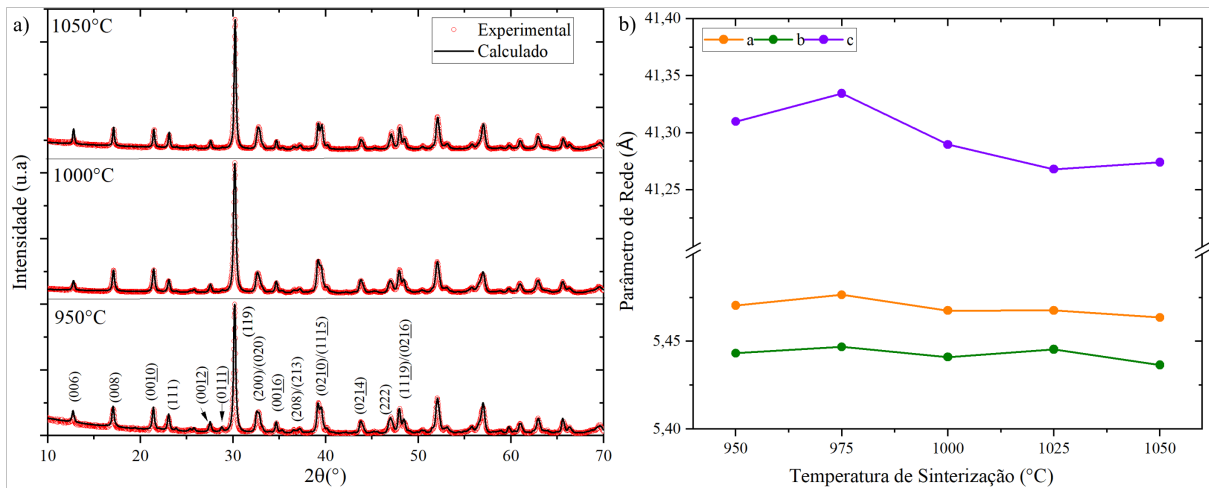 a)
1050°C
Experimental
Calculado
1000°C
950°C
(006)
(008)
(0010)
(111)
(0012)
(0111)
(119)
(200)/(020)
(0016)
(208)/(213)
(0210)/(1115)
(0214)
(222)
(1119)/(0216)
Intensidade (u.a)
10 20 30 40 50 60 70
2θ(°)
b)
a b c
41,40
41,35
41,30
41,25
5,45
5,40
Parâmetro de Rede (Å)
950 975 1000 1025 1050
Temperatura de Sinterização (°C)